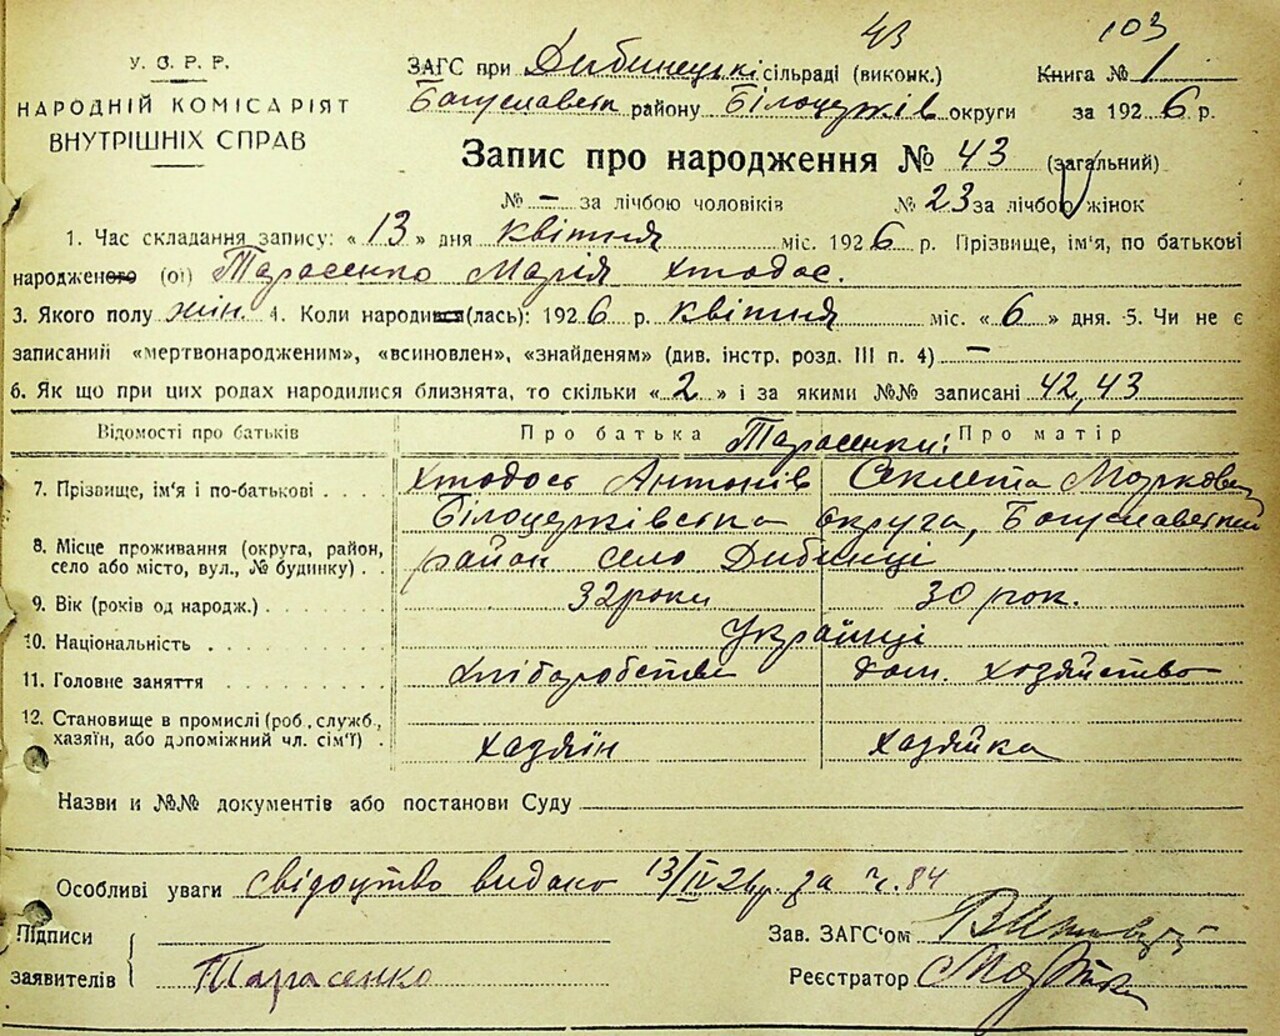 43 103
У. С. Р. Р.
НАРОДНІЙ КОМІСАРІЯТ
ВНУТРІШНІХ СПРАВ
ЗАГС при Дибинецькі сільраді (виконк.) Книга № 1
Богуславськ району Білоцерків округи за 1926 р.
Запис про народження № 43 (загальний)
№ – за лічбою чоловіків № 23 за лічбою жінок
1. Час складання запису: « 13 » дня квітня міс. 1926 р. Прізвище, ім'я, по батькові
народженого (ої) Тарасенко Марія Хтодос.
3. Якого полу жін. 4. Коли народився(лась): 1926 р. квітня міс. « 6 » дня. 5. Чи не є
записаний «мертвонародженим», «всиновлен», «знайденям» (див. інстр. розд. III п. 4) –
6. Як що при цих родах народилися близнята, то скільки « 2 » і за якими №№ записані 42, 43
Відомості про батьків Про батька Тарасенки: Про матір
7. Прізвище, ім'я і по-батькові Хтодось Антонів Секлета Маркова
Білоцерківська округа, Богуславський
8. Місце проживання (округа, район,
село або місто, вул., № будинку) район село Дибинці
9. Вік (років од народж.) 32 роки 30 рок.
10. Національність Українці
11. Головне заняття Хліборобство дом. хозяйство
12. Становище в промислі (роб., служб.,
хазяїн, або допоміжний чл. сім'ї) хазяїн хазяйка
Назви и №№ документів або постанови Суду
Особливі уваги свідоцтво видано 13/IV 26 р. за ч. 84
Підписи Зав. ЗАГС'ом
заявителів Тарасенко Реєстратор